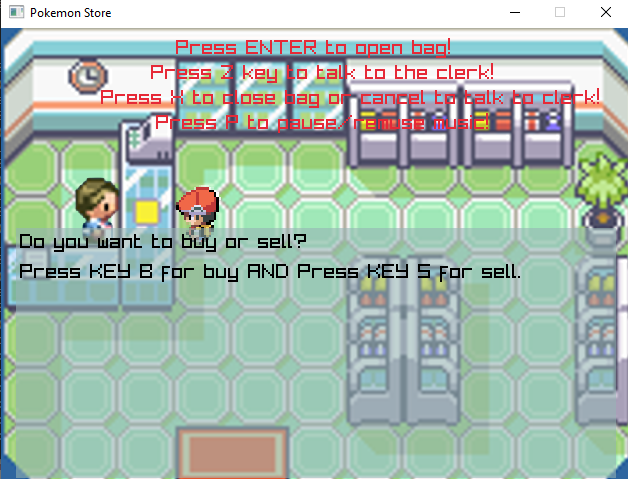 Pokemon Store
Press ENTER to open bag!
Press Z key to talk to the clerk!
Press X to close bag or cancel to talk to clerk!
Press P to pause/remuse music!
Do you want to buy or sell?
Press KEY B for buy AND Press KEY S for sell.